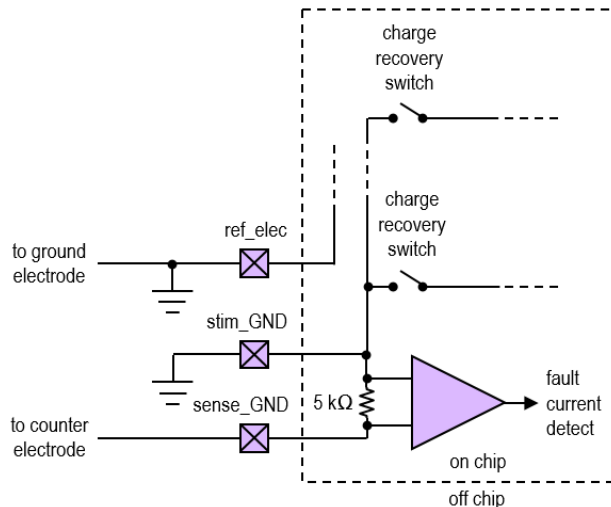 charge
recovery
switch
charge
recovery
switch
ref_elec
to ground
electrode
stim_GND
sense_GND
5 kΩ
to counter
electrode
fault
current
detect
on chip
off chip